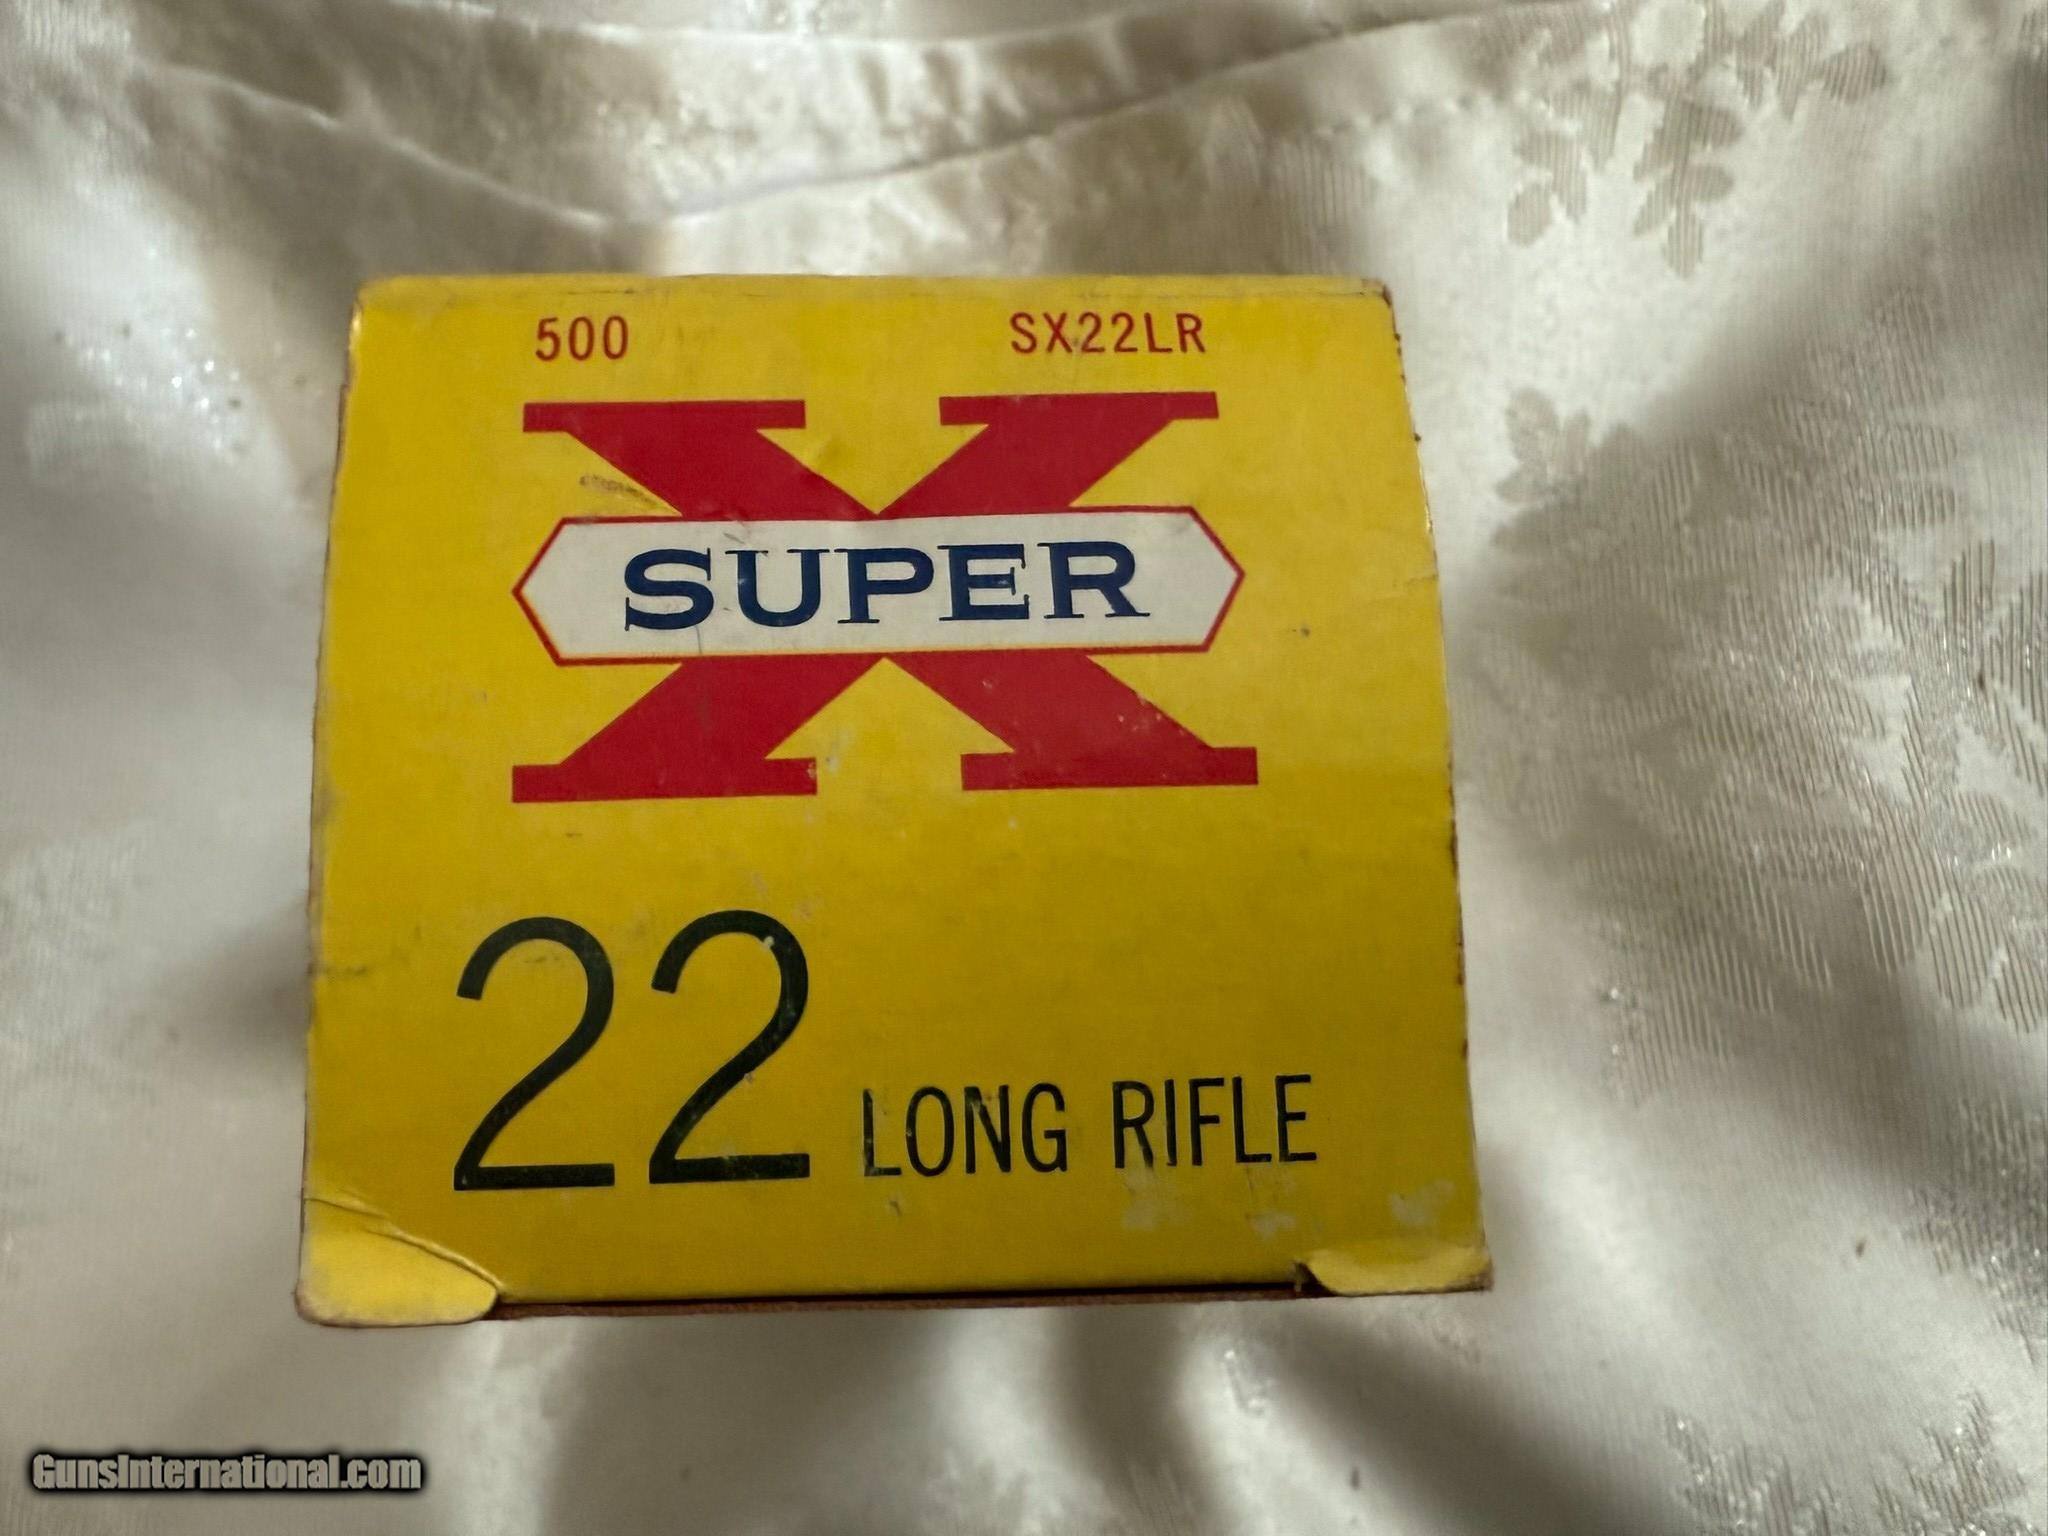 500 SX22LR
X
SUPER
22 LONG RIFLE
GunsInternational.com